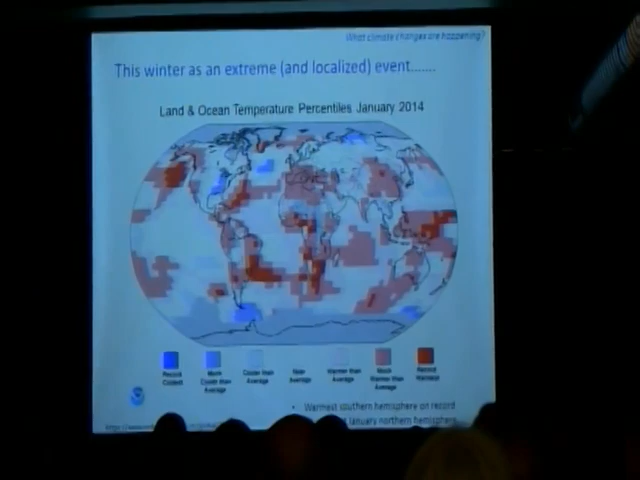 What climate changes are happening?
This winter as an extreme (and localized) event.......
Land & Ocean Temperature Percentiles January 2014
Record Coldest
Much Cooler than Average
Cooler than Average
Near Average
Warmer than Average
Much Warmer than Average
Record Warmest
• Warmest southern hemisphere on record
January northern hemisphere